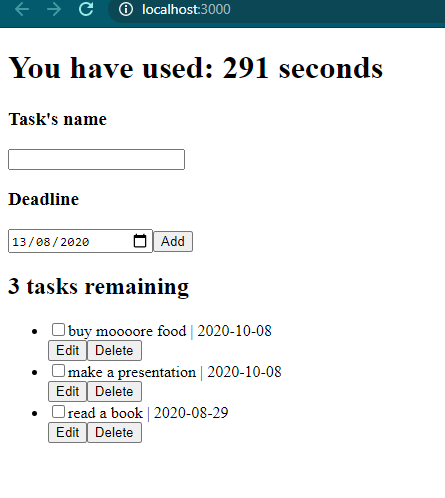 localhost:3000
You have used: 291 seconds
Task's name
Deadline
13/08/2020 Add
3 tasks remaining
buy moooore food | 2020-10-08
Edit Delete
make a presentation | 2020-10-08
Edit Delete
read a book | 2020-08-29
Edit Delete